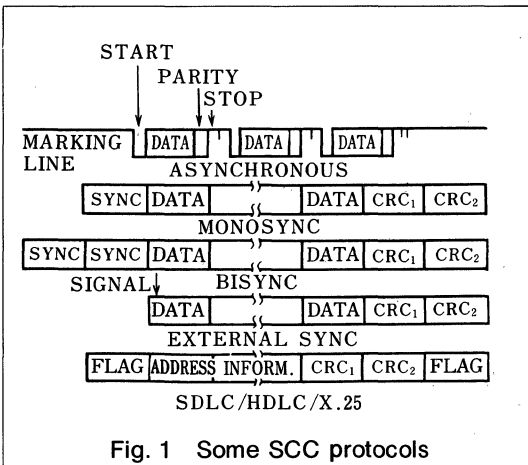 START
PARITY
STOP
MARKING LINE
DATA DATA DATA
ASYNCHRONOUS
SYNC DATA DATA CRC₁ CRC₂
MONOSYNC
SYNC SYNC DATA DATA CRC₁ CRC₂
SIGNAL BISYNC
DATA DATA CRC₁ CRC₂
EXTERNAL SYNC
FLAG ADDRESS INFORM. CRC₁ CRC₂ FLAG
SDLC/HDLC/X.25
Fig. 1 Some SCC protocols